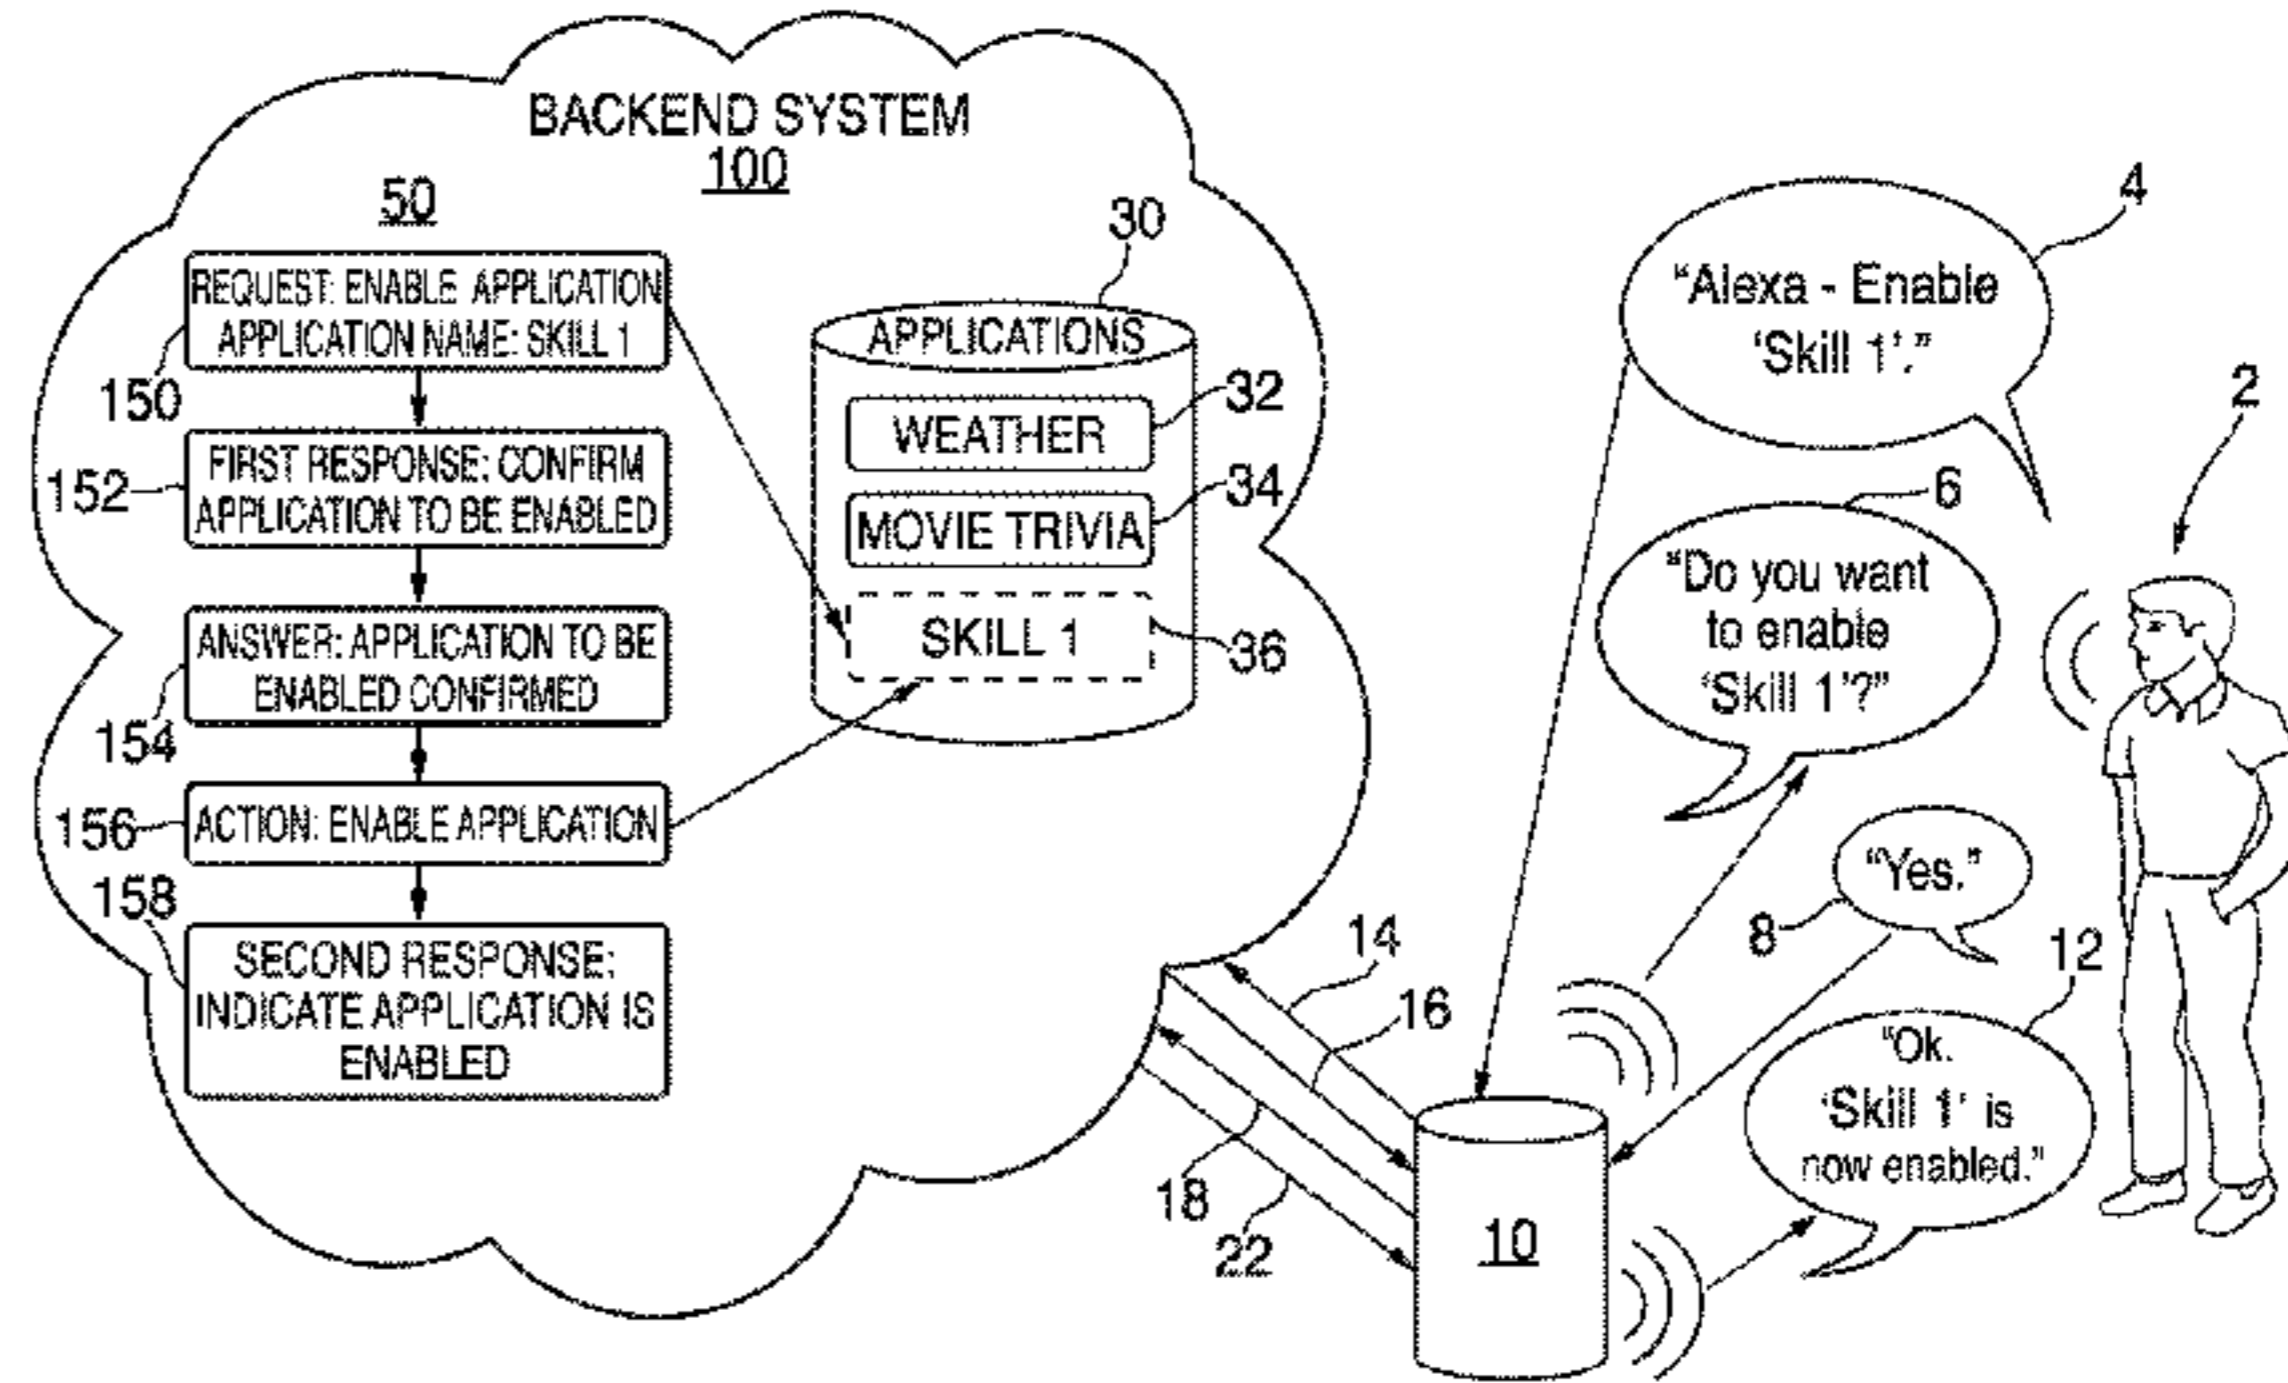 BACKEND SYSTEM
100
50
REQUEST: ENABLE APPLICATION
APPLICATION NAME: SKILL 1
150
FIRST RESPONSE: CONFIRM
APPLICATION TO BE ENABLED
152
ANSWER: APPLICATION TO BE
ENABLED CONFIRMED
154
ACTION: ENABLE APPLICATION
156
158
SECOND RESPONSE:
INDICATE APPLICATION IS
ENABLED
30
APPLICATIONS
WEATHER
32
MOVIE TRIVIA
34
SKILL 1
36
4
"Alexa - Enable
'Skill 1'."
2
6
"Do you want
to enable
'Skill 1'?"
"Yes."
8
12
"Ok.
'Skill 1' is
now enabled."
14
16
18
22
10